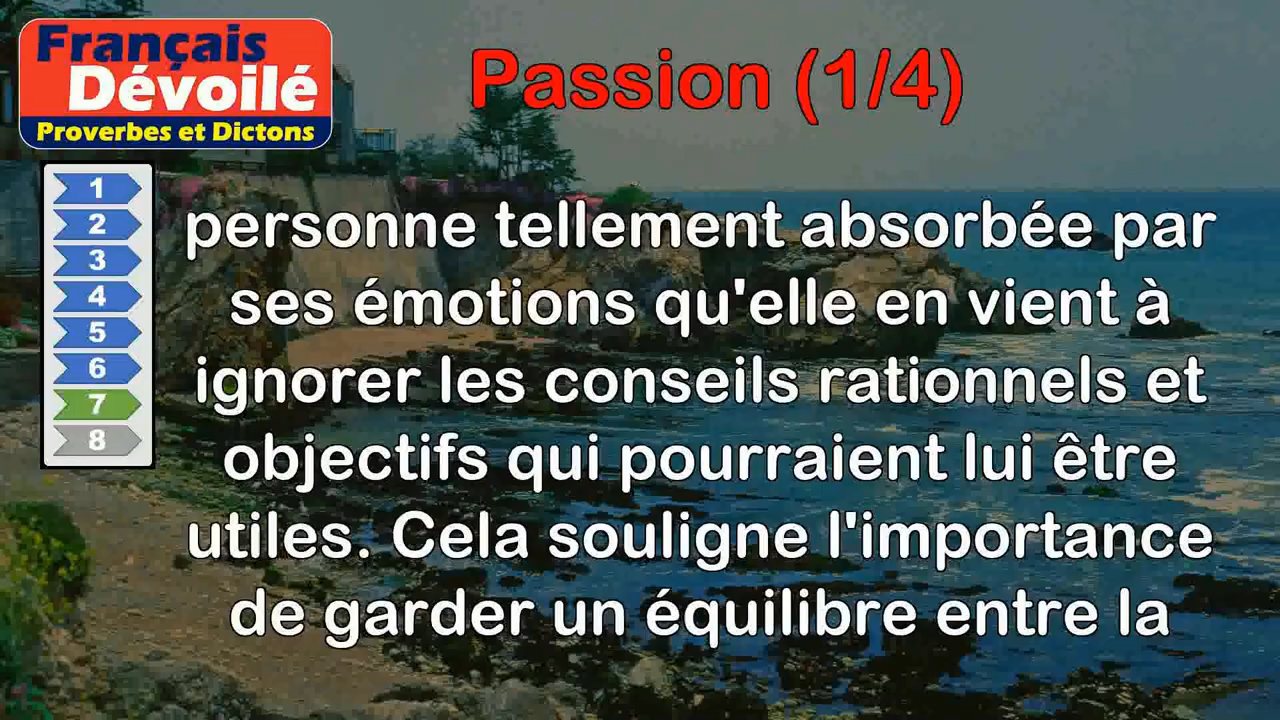 Français
Dévoilé
Proverbes et Dictons
Passion (1/4)
1
2
3
4
5
6
7
8
personne tellement absorbée par
ses émotions qu'elle en vient à
ignorer les conseils rationnels et
objectifs qui pourraient lui être
utiles. Cela souligne l'importance
de garder un équilibre entre la